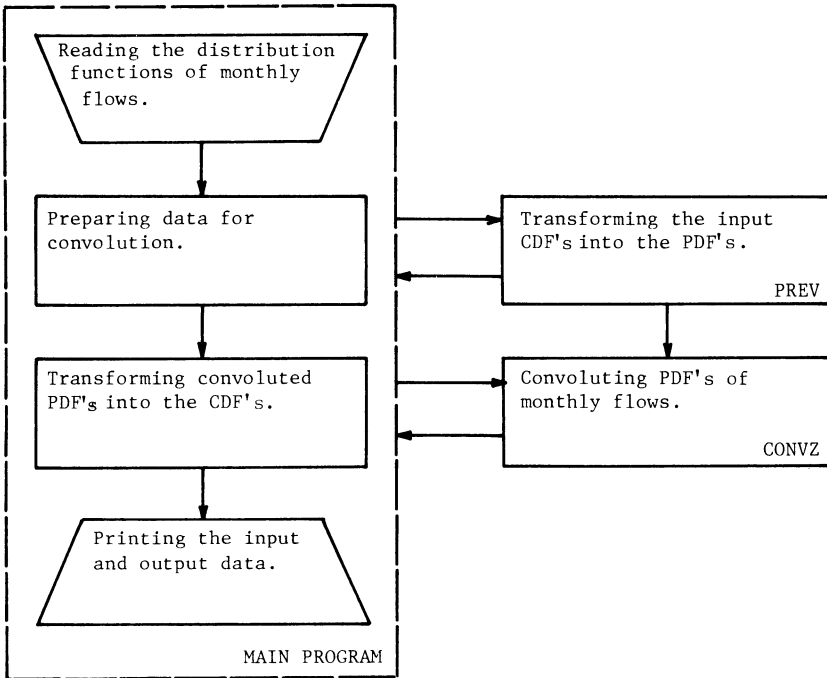 Reading the distribution
functions of monthly
flows.
Preparing data for
convolution.
Transforming the input
CDF's into the PDF's.
PREV
Transforming convoluted
PDF's into the CDF's.
Convoluting PDF's of
monthly flows.
CONVZ
Printing the input
and output data.
MAIN PROGRAM